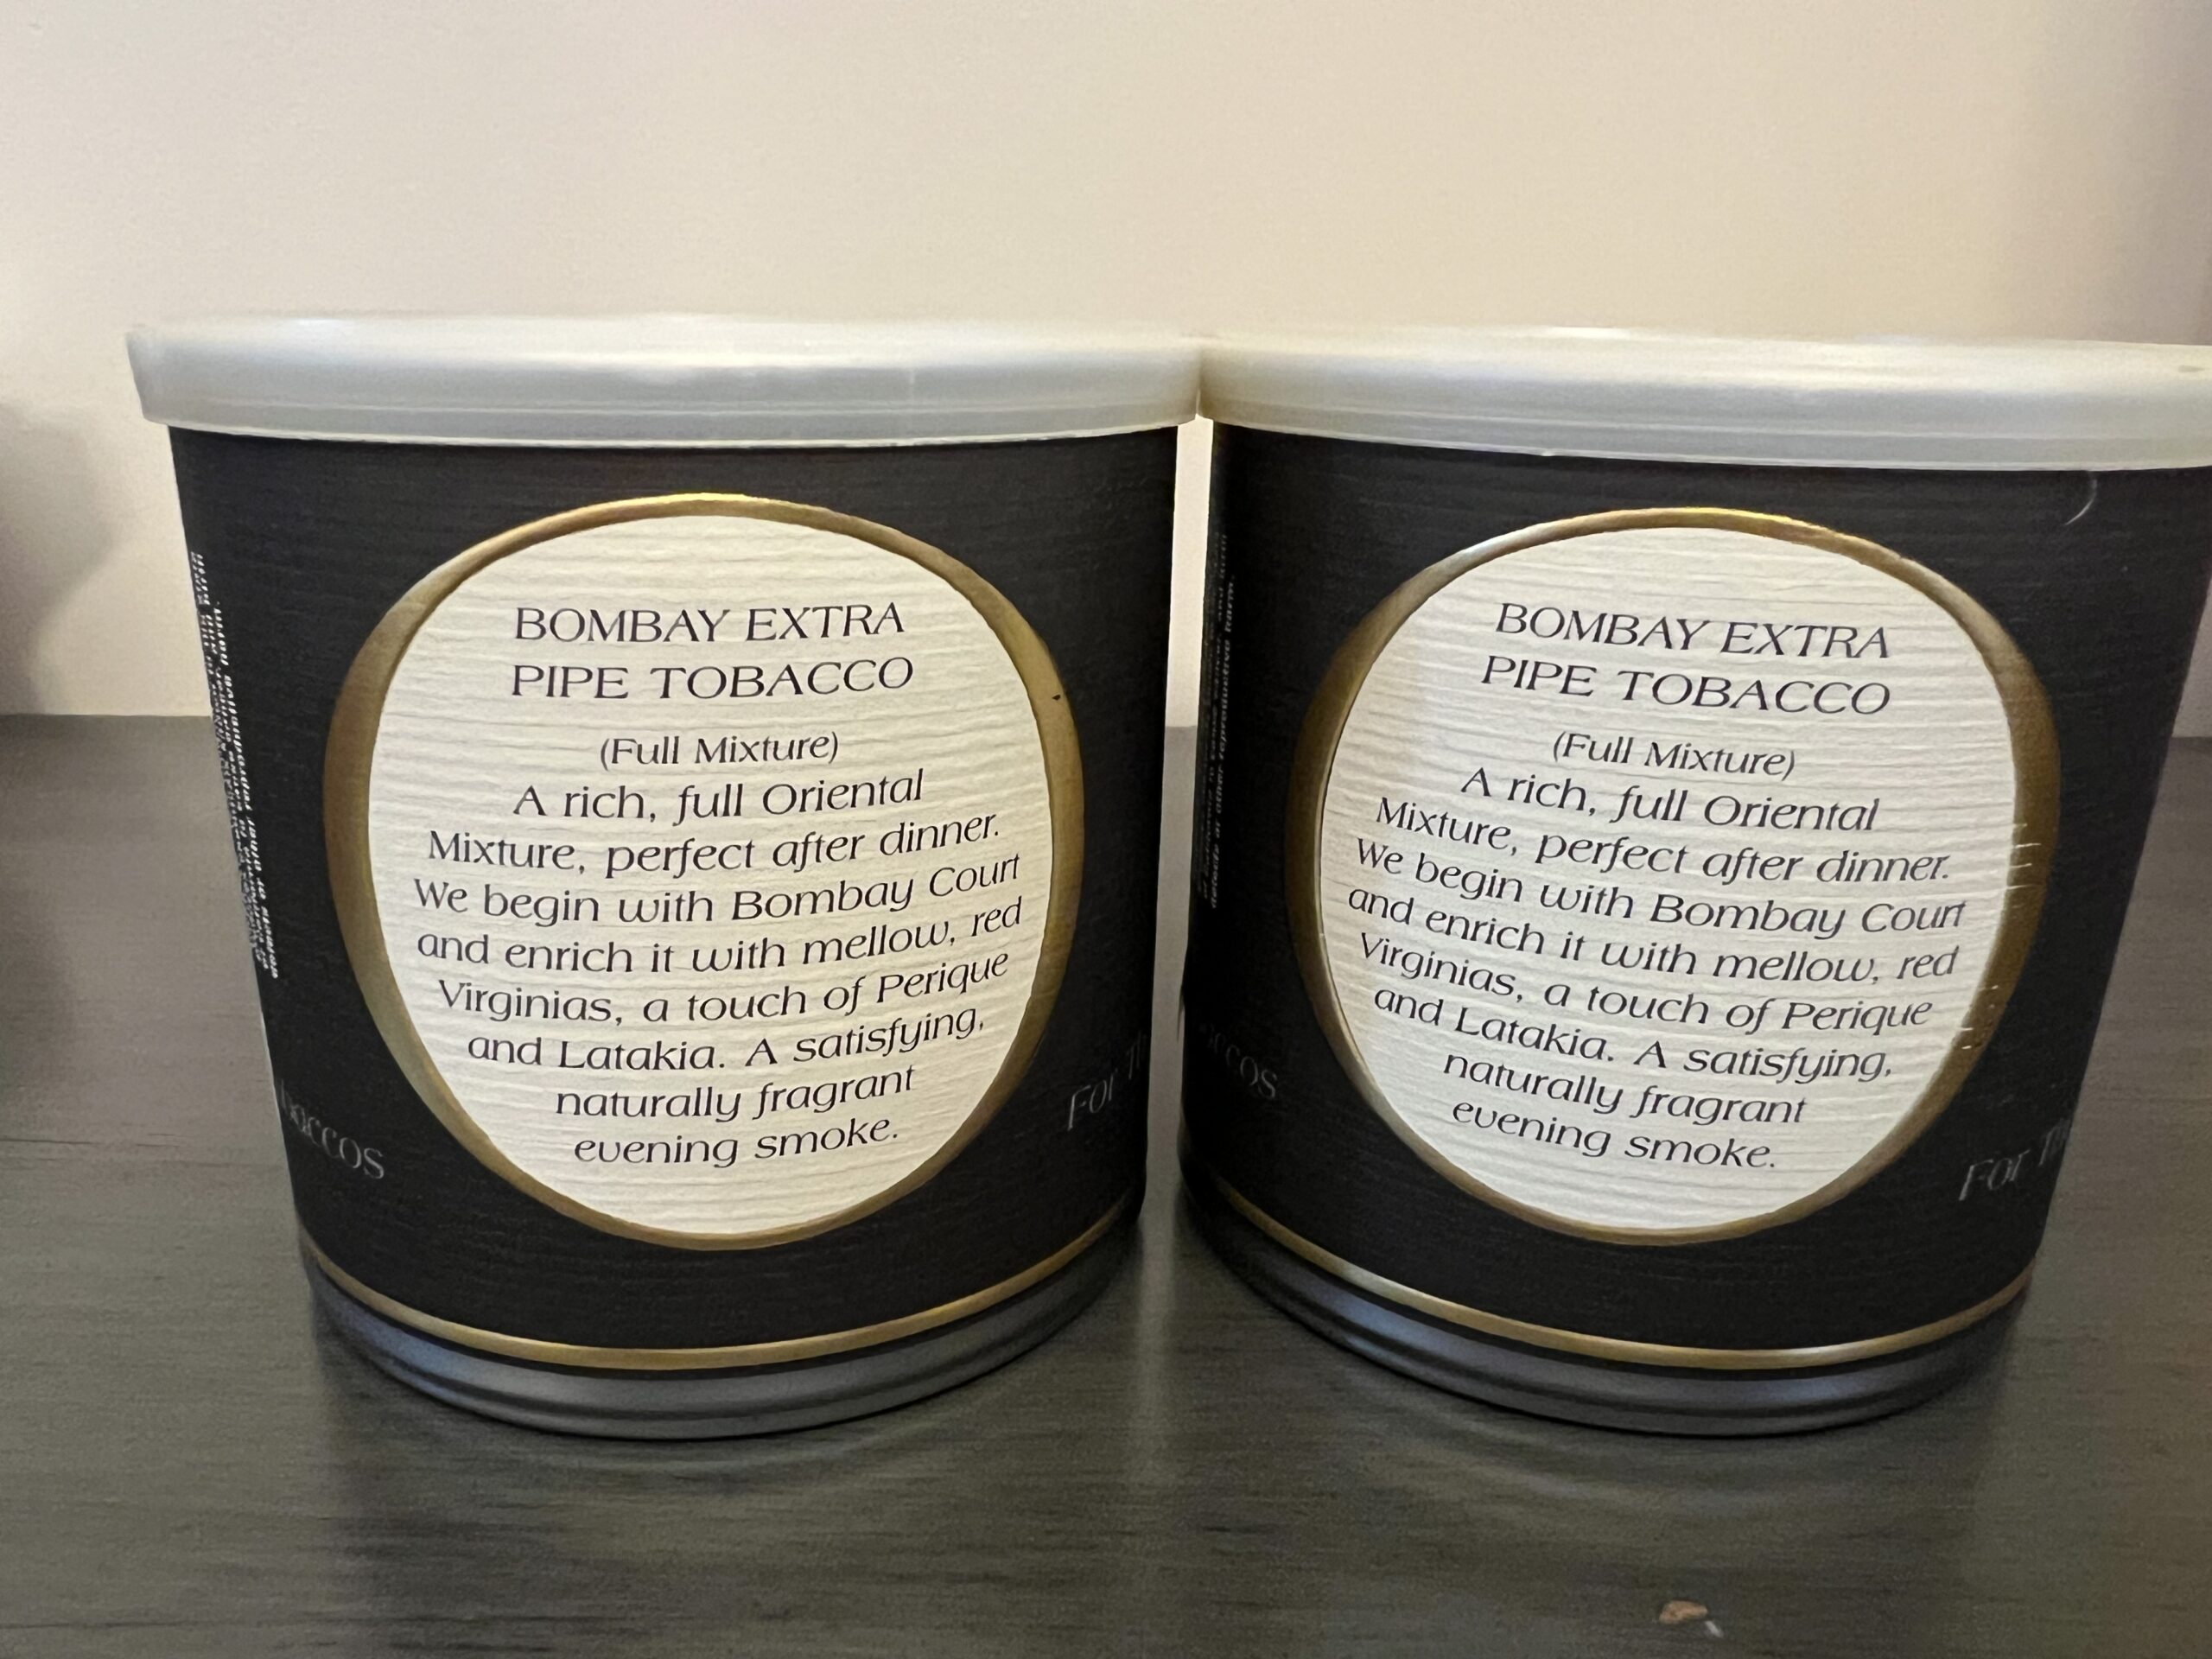 BOMBAY EXTRA
PIPE TOBACCO
(Full Mixture)
A rich, full Oriental
Mixture, perfect after dinner.
We begin with Bombay Court
and enrich it with mellow, red
Virginias, a touch of Perique
and Latakia. A satisfying,
naturally fragrant
evening smoke.
For
BOMBAY EXTRA
PIPE TOBACCO
(Full Mixture)
A rich, full Oriental
Mixture, perfect after dinner.
We begin with Bombay Court
and enrich it with mellow, red
Virginias, a touch of Perique
and Latakia. A satisfying,
naturally fragrant
evening smoke.
For